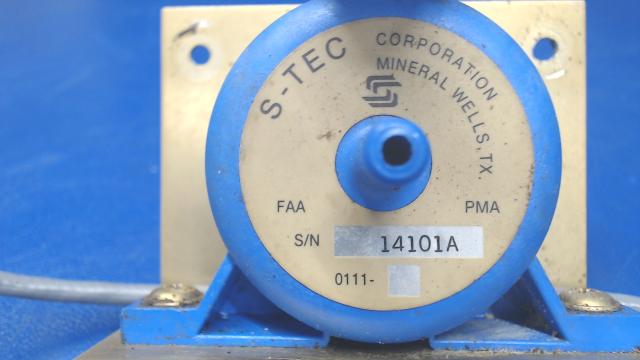 S-TEC
CORPORATION
MINERAL WELLS, TX.
FAA PMA
S/N 14101A
0111-